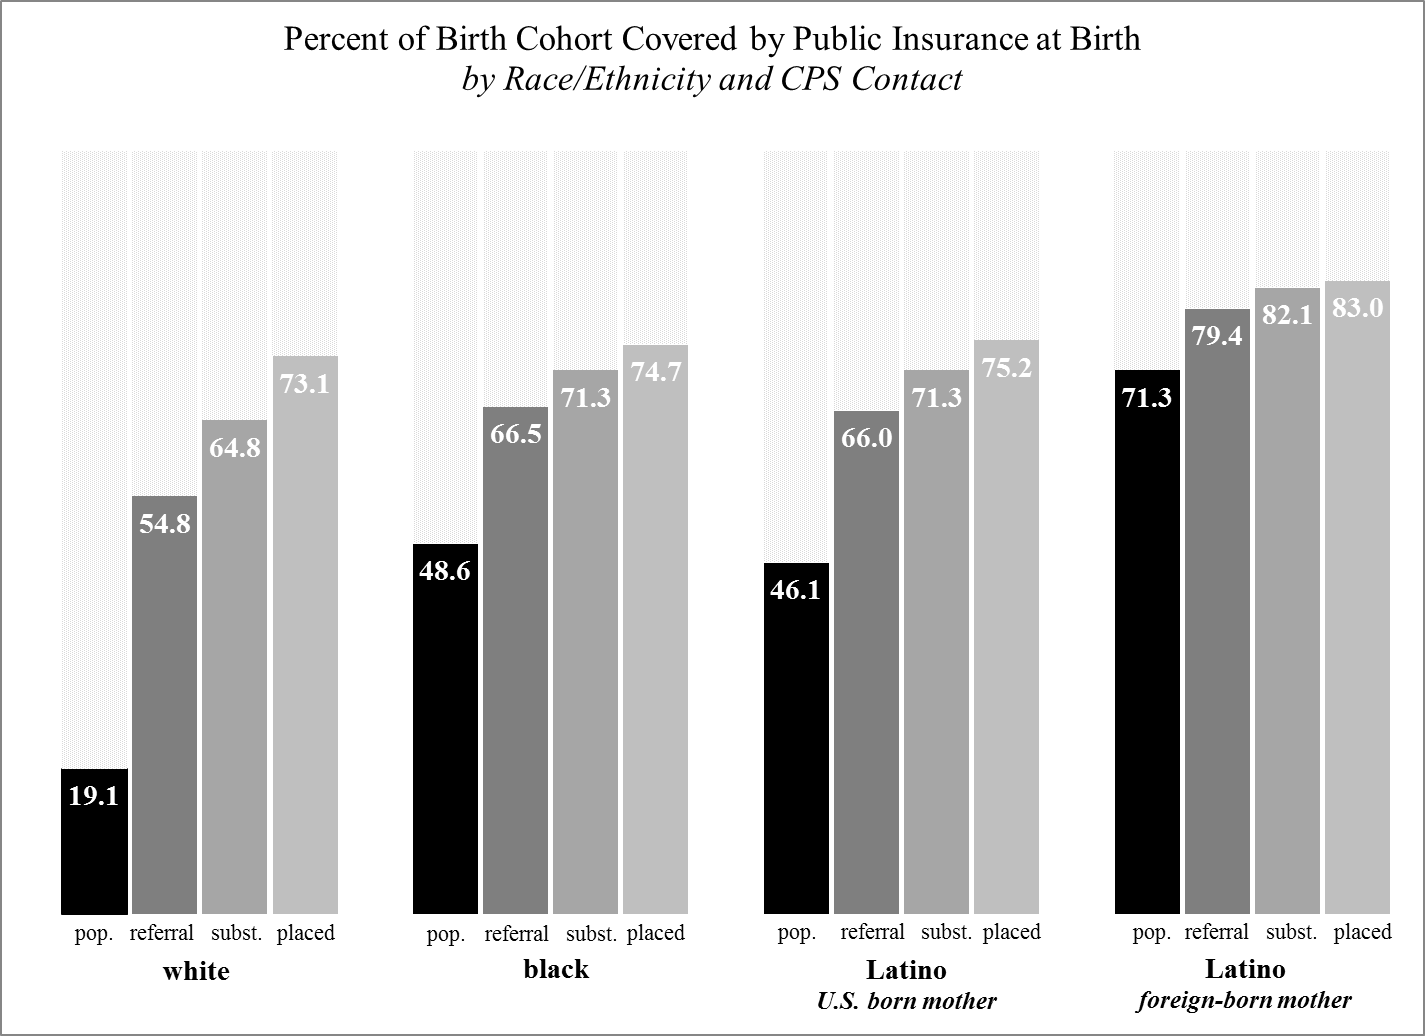 Percent of Birth Cohort Covered by Public Insurance at Birth
by Race/Ethnicity and CPS Contact
19.1
54.8
64.8
73.1
48.6
66.5
71.3
74.7
46.1
66.0
71.3
75.2
71.3
79.4
82.1
83.0
pop. referral subst. placed
white
pop. referral subst. placed
black
pop. referral subst. placed
Latino
U.S. born mother
pop. referral subst. placed
Latino
foreign-born mother